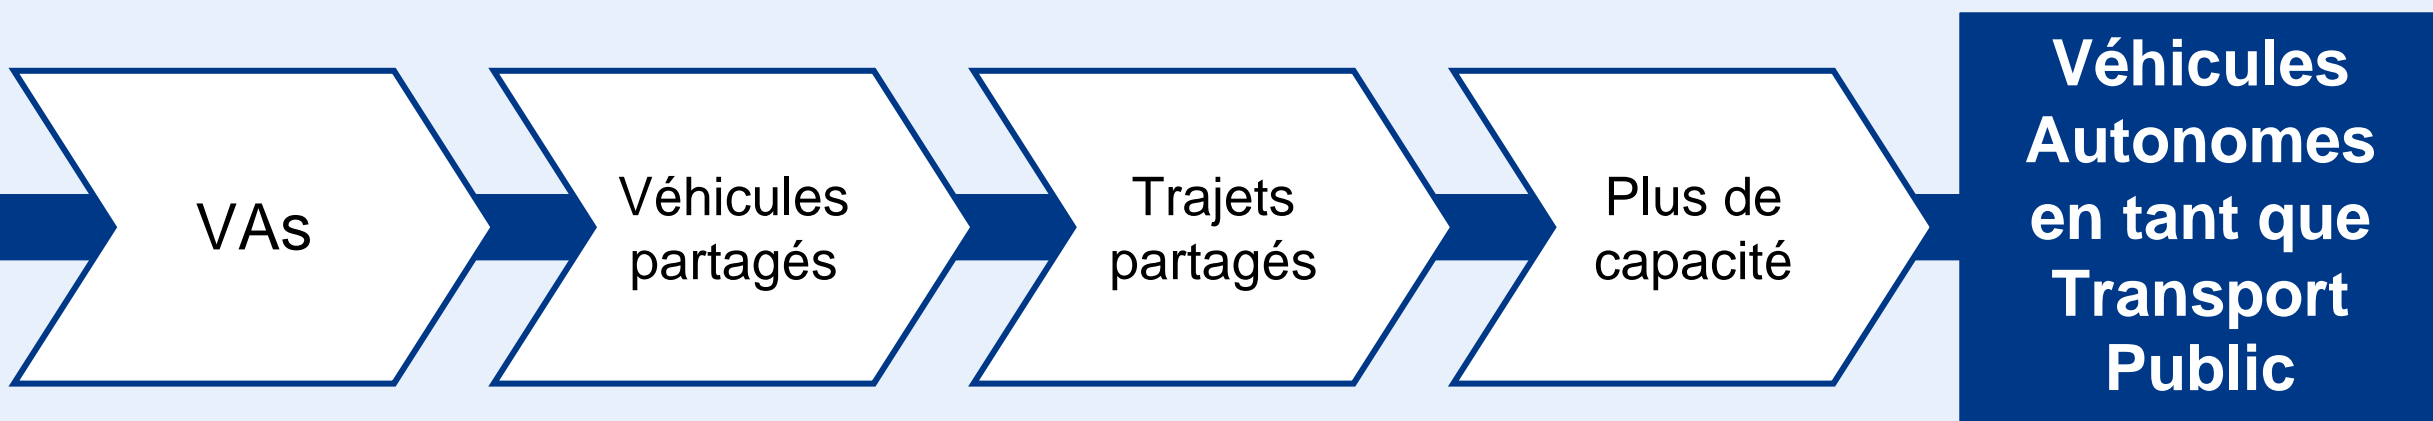 VAs
Véhicules
partagés
Trajets
partagés
Plus de
capacité
Véhicules
Autonomes
en tant que
Transport
Public